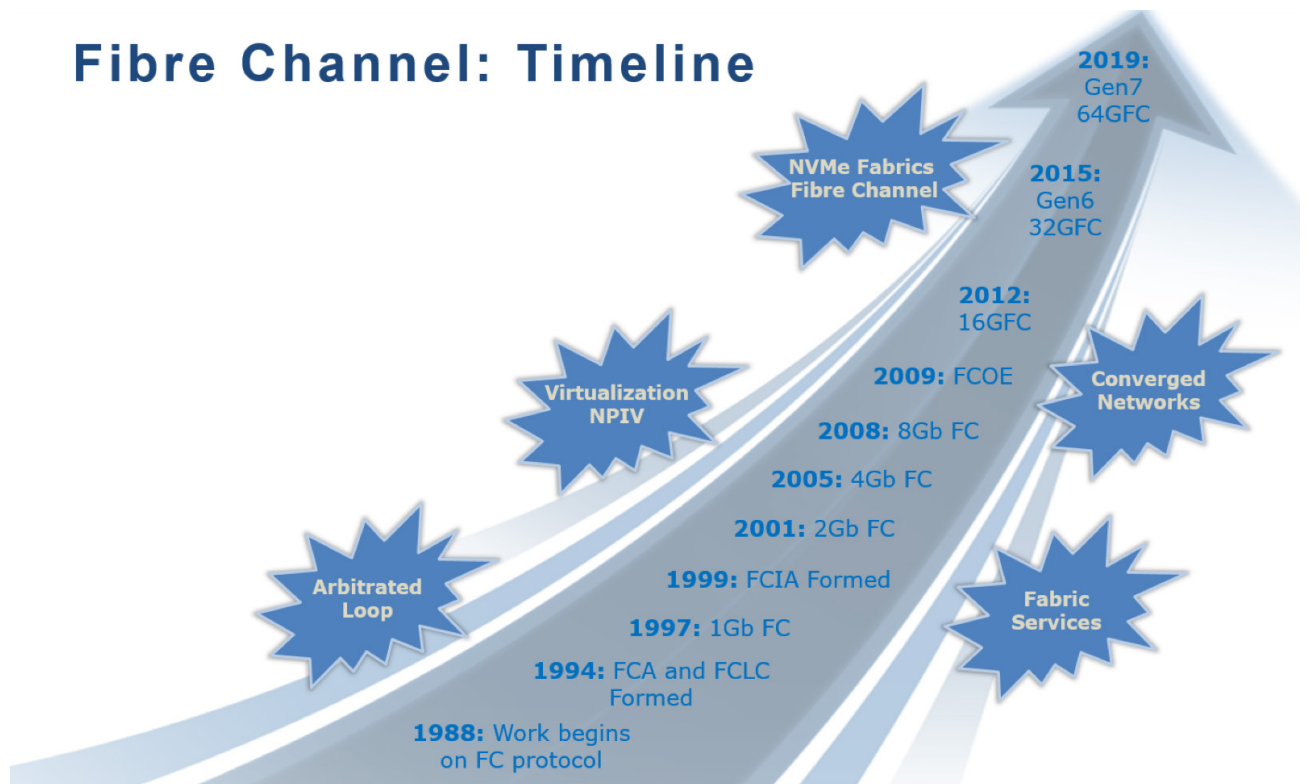 Fibre Channel: Timeline
2019:
Gen7
64GFC
NVMe Fabrics
Fibre Channel
2015:
Gen6
32GFC
2012:
16GFC
Virtualization
NPIV
2009: FCOE
Converged
Networks
2008: 8Gb FC
2005: 4Gb FC
2001: 2Gb FC
Arbitrated
Loop
1999: FCIA Formed
Fabric
Services
1997: 1Gb FC
1994: FCA and FCLC
Formed
1988: Work begins
on FC protocol